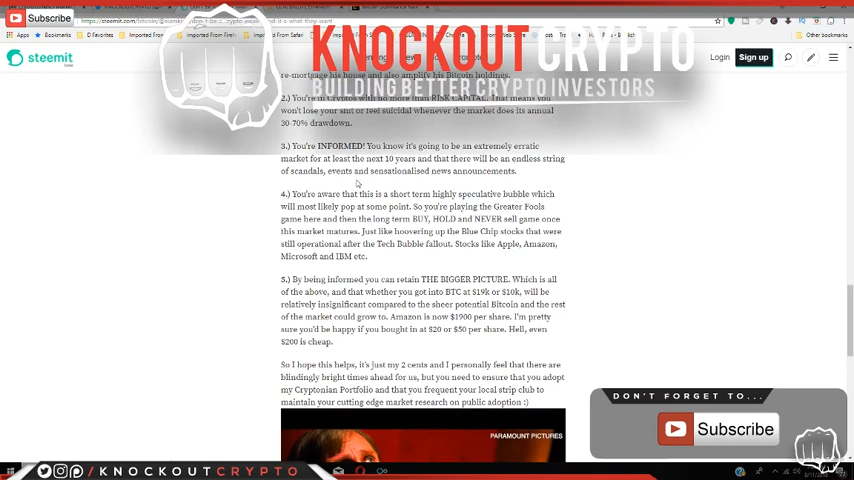 Subscribe
KNOCKOUT CRYPTO
BUILDING BETTER CRYPTO INVESTORS
Apps
D Favorites
Imported From Firef
Imported From Safari
Other bookmarks
steemit
beta
Login
Sign up
re-mortgage his house and also amplify his Bitcoin holdings.
2.) You're in Cryptos with no more than RISK CAPITAL. That means you
won't lose your shit or feel suicidal whenever the market does its annual
30-70% drawdown.
3.) You're INFORMED! You know it's going to be an extremely erratic
market for at least the next 10 years and that there will be an endless string
of scandals, events and sensationalised news announcements.
4.) You're aware that this is a short term highly speculative bubble which
will most likely pop at some point. So you're playing the Greater Fools
game here and then the long term BUY, HOLD and NEVER sell game once
this market matures. Just like hoovering up the Blue Chip stocks that were
still operational after the Tech Bubble fallout. Stocks like Apple, Amazon,
Microsoft and IBM etc.
5.) By being informed you can retain THE BIGGER PICTURE. Which is all
of the above, and that whether you got into BTC at $19k or $10k, will be
relatively insignificant compared to the sheer potential Bitcoin and the rest
of the market could grow to. Amazon is now $1900 per share. I'm pretty
sure you'd be happy if you bought in at $20 or $50 per share. Hell, even
$200 is cheap.
So I hope this helps, it's just my 2 cents and I personally feel that there are
blindingly bright times ahead for us, but you need to ensure that you adopt
my Cryptonian Portfolio and that you frequent your local strip club to
maintain your cutting edge market research on public adoption :)
PARAMOUNT PICTURES
DON'T FORGET TO...
Subscribe
/KNOCKOUTCRYPTO